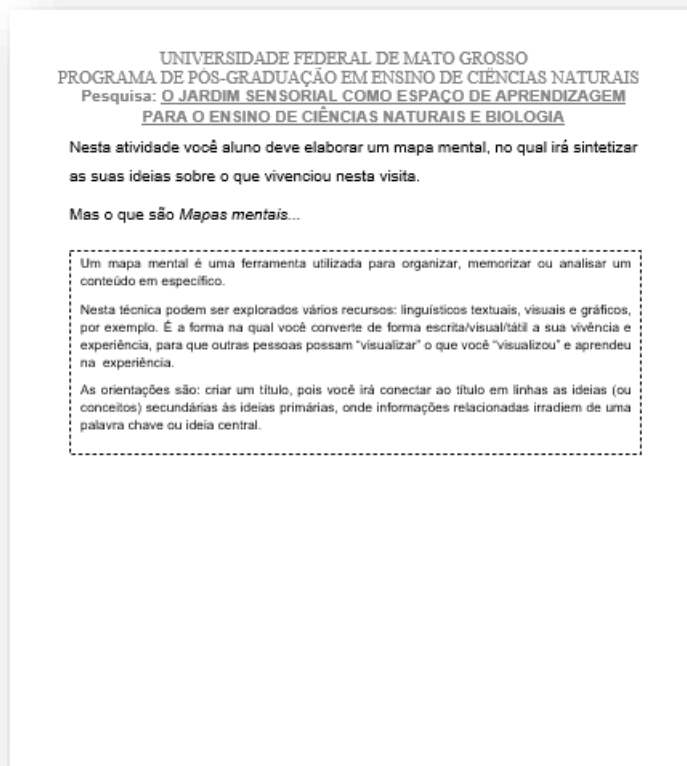 UNIVERSIDADE FEDERAL DE MATO GROSSO
PROGRAMA DE PÓS-GRADUAÇÃO EM ENSINO DE CIÊNCIAS NATURAIS
Pesquisa: O JARDIM SENSORIAL COMO ESPAÇO DE APRENDIZAGEM
PARA O ENSINO DE CIÊNCIAS NATURAIS E BIOLOGIA
Nesta atividade você aluno deve elaborar um mapa mental, no qual irá sintetizar
as suas ideias sobre o que vivenciou nesta visita.
Mas o que são Mapas mentais...
Um mapa mental é uma ferramenta utilizada para organizar, memorizar ou analisar um
conteúdo em específico.
Nesta técnica podem ser explorados vários recursos: linguísticos textuais, visuais e gráficos,
por exemplo. É a forma na qual você converte de forma escrita/visual/tátil a sua vivência e
experiência, para que outras pessoas possam "visualizar" o que você "visualizou" e aprendeu
na experiência.
As orientações são: criar um título, pois você irá conectar ao título em linhas as ideias (ou
conceitos) secundárias às ideias primárias, onde informações relacionadas irradiem de uma
palavra chave ou ideia central.